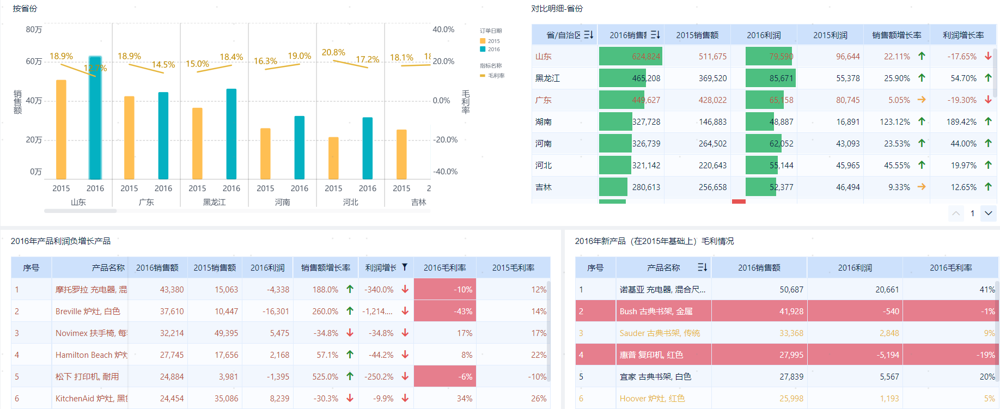 按省份
80万
60万
40万
20万
0万
销售额
18.9%
12.7%
18.9%
14.5%
15.0%
18.4%
16.3%
19.0%
20.8%
17.2%
18.1%
40.0%
20.0%
0.0%
-20.0%
-40.0%
毛利率
2015 2016 2015 2016 2015 2016 2015 2016 2015 2016 2015
山东 广东 黑龙江 河南 河北 吉林
订单日期
2015
2016
指标名称
毛利率
对比明细-省份
省/自治区 2016销售 2015销售额 2016利润 2015利润 销售额增长率 利润增长率
山东 624,824 511,675 79,590 96,644 22.11% -17.65%
黑龙江 465,208 369,520 85,671 55,378 25.90% 54.70%
广东 449,627 428,022 65,158 80,745 5.05% -19.30%
湖南 327,728 146,883 48,887 16,891 123.12% 189.42%
河南 326,739 264,502 62,052 43,093 23.53% 44.00%
河北 321,142 220,643 55,144 45,965 45.55% 19.97%
吉林 280,613 256,658 52,377 46,494 9.33% 12.65%
1
2016年产品利润负增长产品
序号 产品名称 2016销售额 2015销售额 2016利润 销售额增长率 利润增长 2016毛利率 2015毛利率
1 摩托罗拉 充电器, 混 43,380 15,063 -4,338 188.0% -340.0% -10% 12%
2 Breville 炉灶, 白色 37,610 10,447 -16,301 260.0% -1,214.... -43% 14%
3 Novimex 扶手椅, 每 32,214 49,395 5,475 -34.8% -34.8% 17% 17%
4 Hamilton Beach 炉灶 27,745 17,656 2,168 57.1% -44.2% 8% 22%
5 松下 打印机, 耐用 24,884 3,981 -1,395 525.0% -250.2% -6% -10%
6 KitchenAid 炉灶, 黑 24,454 35,086 8,239 -30.3% -9.9% 34% 26%
2016年新产品（在2015年基础上）毛利情况
序号 产品名称 2016销售额 2016利润 2016毛利率
1 诺基亚 充电器, 混合尺... 50,687 20,661 41%
2 Bush 古典书架, 金属 41,928 -540 -1%
3 Sauder 古典书架, 传统 33,368 2,848 9%
4 惠普 复印机, 红色 27,995 -5,194 -19%
5 宜家 古典书架, 白色 27,839 5,567 20%
6 Hoover 炉灶, 红色 25,998 1,193 5%